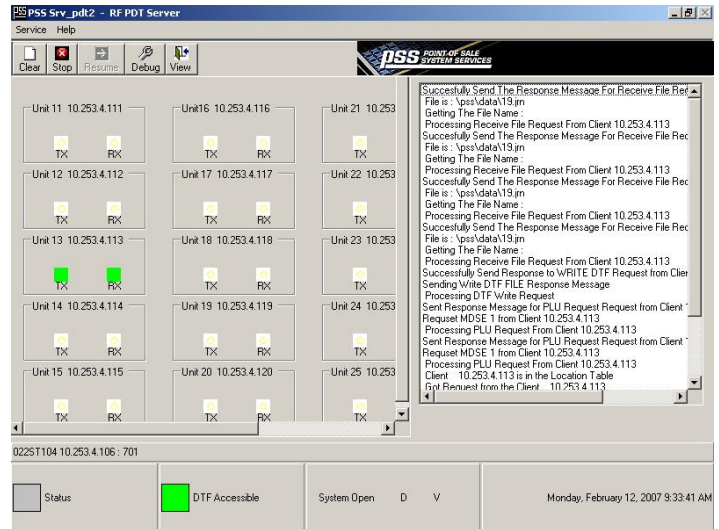 PSS Srv_pdt2 - RF PDT Server
Service Help
Clear Stop Resume Debug View
PSS POINT-OF SALE SYSTEM SERVICES
Unit 11 10.253.4.111
TX RX
Unit16 10.253.4.116
TX RX
Unit 21 10.253
TX
Unit 12 10.253.4.112
TX RX
Unit 17 10.253.4.117
TX RX
Unit 22 10.253
TX
Unit 13 10.253.4.113
TX RX
Unit 18 10.253.4.118
TX RX
Unit 23 10.253
TX
Unit 14 10.253.4.114
TX RX
Unit 19 10.253.4.119
TX RX
Unit 24 10.253
TX
Unit 15 10.253.4.115
TX RX
Unit 20 10.253.4.120
TX RX
Unit 25 10.253
TX
Succesfully Send The Response Message For Receive File Req
File is : \pss\data\19.jrn
Getting The File Name :
Processing Receive File Request From Client 10.253.4.113
Succesfully Send The Response Message For Receive File Rec
File is : \pss\data\19.jrn
Getting The File Name :
Processing Receive File Request From Client 10.253.4.113
Succesfully Send The Response Message For Receive File Rec
File is : \pss\data\19.jrn
Getting The File Name :
Processing Receive File Request From Client 10.253.4.113
Succesfully Send The Response Message For Receive File Rec
File is : \pss\data\19.jrn
Getting The File Name :
Processing Receive File Request From Client 10.253.4.113
Successfully Send Response to WRITE DTF Request from Clier
Sending Write DTF FILE Response Message
Processing DTF Write Request
Sent Response Message for PLU Request Request from Client
Requset MDSE 1 from Client 10.253.4.113
Processing PLU Request From Client 10.253.4.113
Sent Response Message for PLU Request Request from Client
Requset MDSE 1 from Client 10.253.4.113
Processing PLU Request From Client 10.253.4.113
Client 10.253.4.113 is in the Location Table
Got Request from the Client 10.253.4.113
022ST104 10.253.4.106 : 701
Status
DTF Accessible
System Open D V
Monday, February 12, 2007 9:33:41 AM